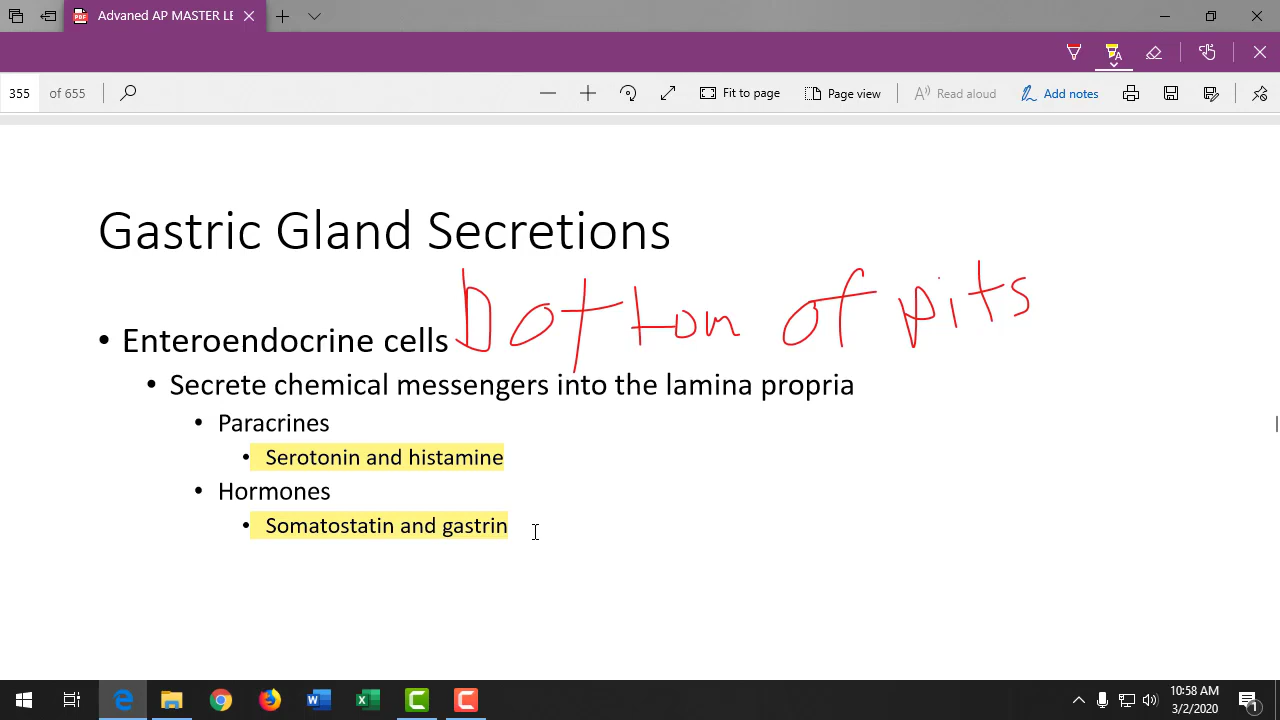 Advaned AP MASTER LE
355 of 655
Fit to page
Page view
Read aloud
Add notes
Gastric Gland Secretions
bottom of pits
• Enteroendocrine cells
• Secrete chemical messengers into the lamina propria
• Paracrines
• Serotonin and histamine
• Hormones
• Somatostatin and gastrin
10:58 AM
3/2/2020
1